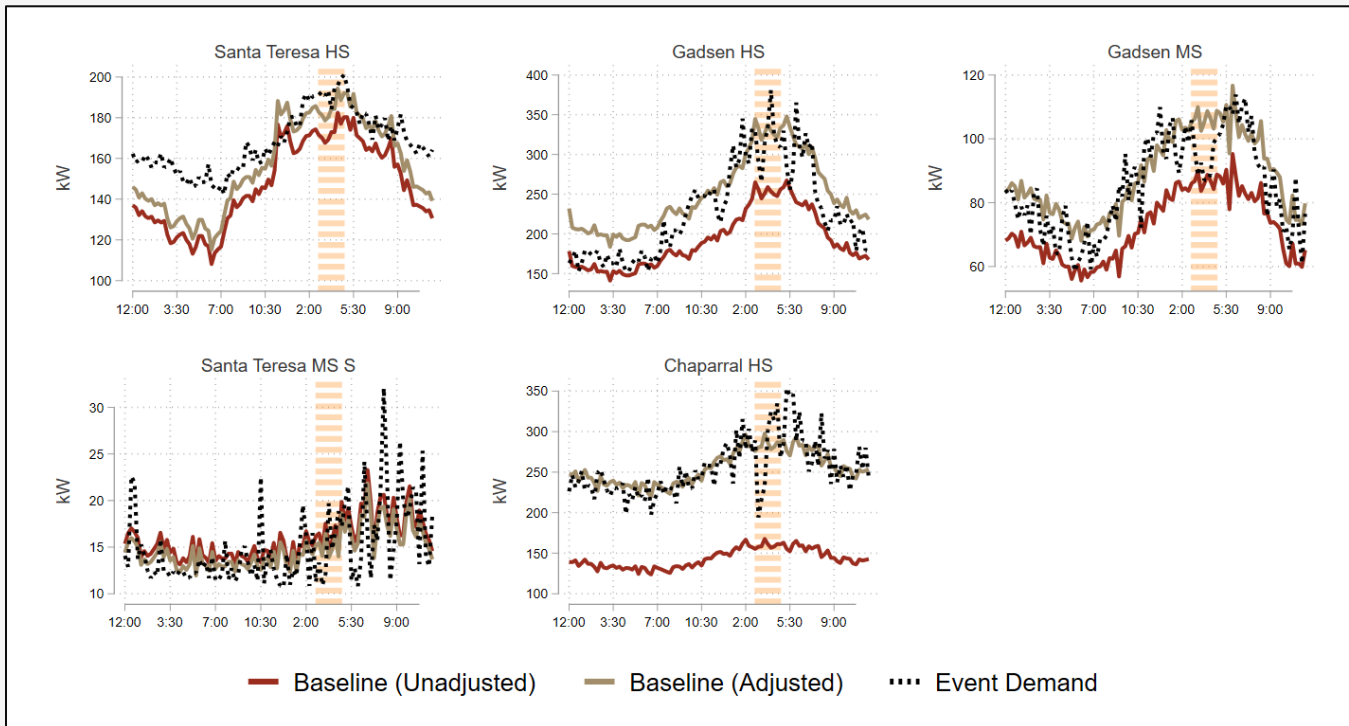 Santa Teresa HS
kW
200
180
160
140
120
100
12:00 3:30 7:00 10:30 2:00 5:30 9:00
Gadsen HS
kW
400
350
300
250
200
150
12:00 3:30 7:00 10:30 2:00 5:30 9:00
Gadsen MS
kW
120
100
80
60
12:00 3:30 7:00 10:30 2:00 5:30 9:00
Santa Teresa MS S
kW
30
25
20
15
10
12:00 3:30 7:00 10:30 2:00 5:30 9:00
Chaparral HS
kW
350
300
250
200
150
100
12:00 3:30 7:00 10:30 2:00 5:30 9:00
Baseline (Unadjusted) Baseline (Adjusted) Event Demand